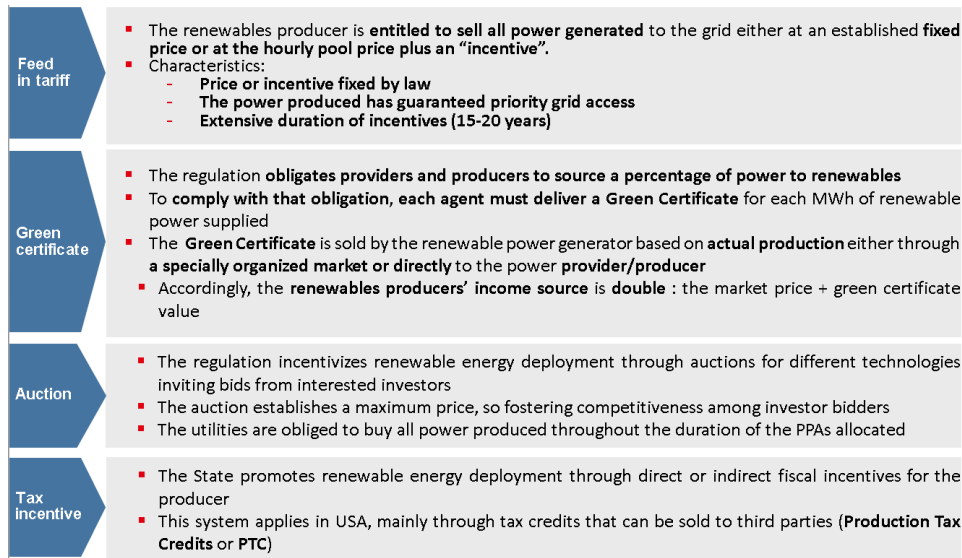 Feed
in tariff
▪ The renewables producer is entitled to sell all power generated to the grid either at an established fixed
price or at the hourly pool price plus an “incentive”.
▪ Characteristics:
- Price or incentive fixed by law
- The power produced has guaranteed priority grid access
- Extensive duration of incentives (15-20 years)
Green
certificate
▪ The regulation obligates providers and producers to source a percentage of power to renewables
▪ To comply with that obligation, each agent must deliver a Green Certificate for each MWh of renewable
power supplied
▪ The Green Certificate is sold by the renewable power generator based on actual production either through
a specially organized market or directly to the power provider/producer
▪ Accordingly, the renewables producers’ income source is double : the market price + green certificate
value
Auction
▪ The regulation incentivizes renewable energy deployment through auctions for different technologies
inviting bids from interested investors
▪ The auction establishes a maximum price, so fostering competitiveness among investor bidders
▪ The utilities are obliged to buy all power produced throughout the duration of the PPAs allocated
Tax
incentive
▪ The State promotes renewable energy deployment through direct or indirect fiscal incentives for the
producer
▪ This system applies in USA, mainly through tax credits that can be sold to third parties (Production Tax
Credits or PTC)